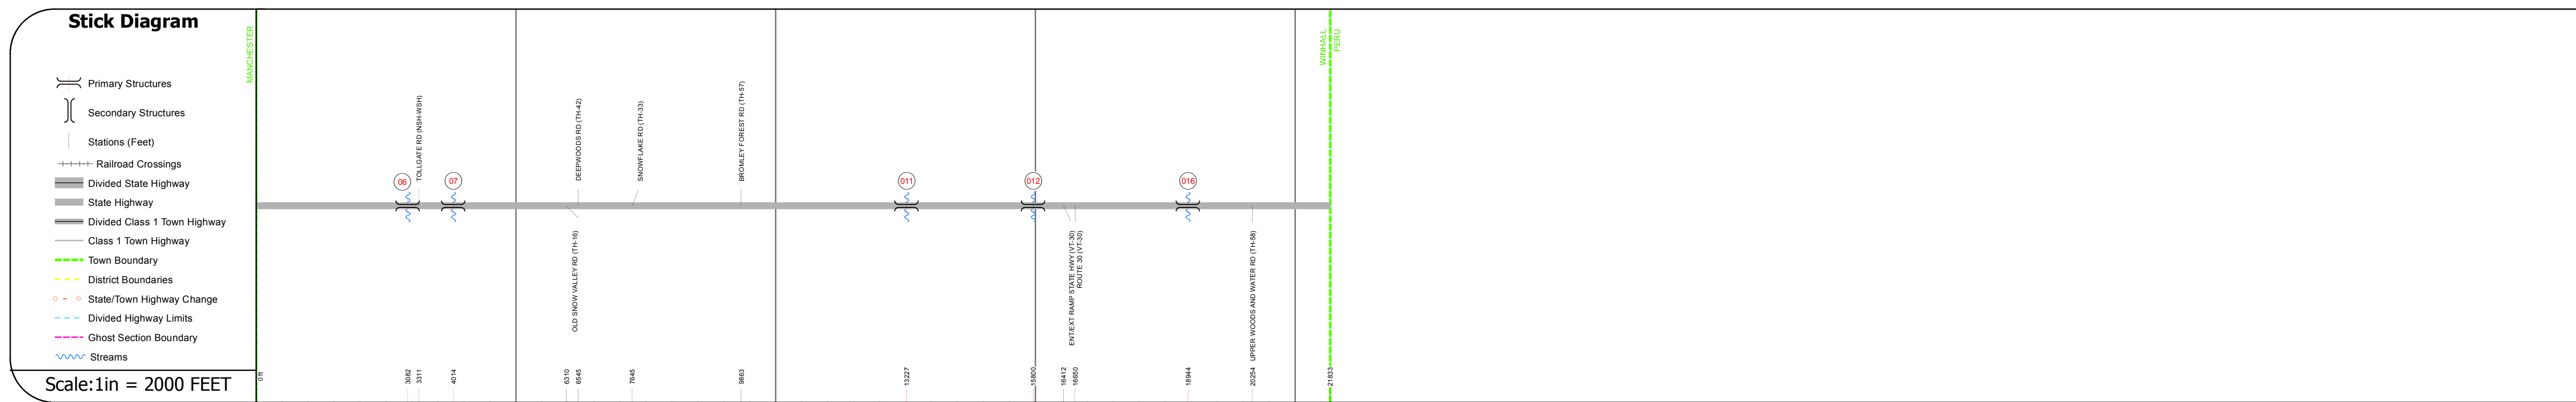 Stick Diagram
Primary Structures
Secondary Structures
Stations (Feet)
Railroad Crossings
Divided State Highway
State Highway
Divided Class 1 Town Highway
Class 1 Town Highway
Town Boundary
District Boundaries
State/Town Highway Change
Divided Highway Limits
Ghost Section Boundary
Streams
Scale:1in = 2000 FEET
MANCHESTER
WINHALL
PERU
TOLLGATE RD (NSH-WSH)
DEEPWOODS RD (TH-42)
SNOWFLAKE RD (TH-33)
BROMLEY FOREST RD (TH-57)
06
07
011
012
016
OLD SNOW VALLEY RD (TH-16)
ENT/EXT RAMP STATE HWY (VT-30)
ROUTE 30 (VT-30)
UPPER WOODS AND WATER RD (TH-58)
0 ft
3082
3311
4014
6310
6545
7645
9863
13227
15800
16412
16650
18944
20254
21833